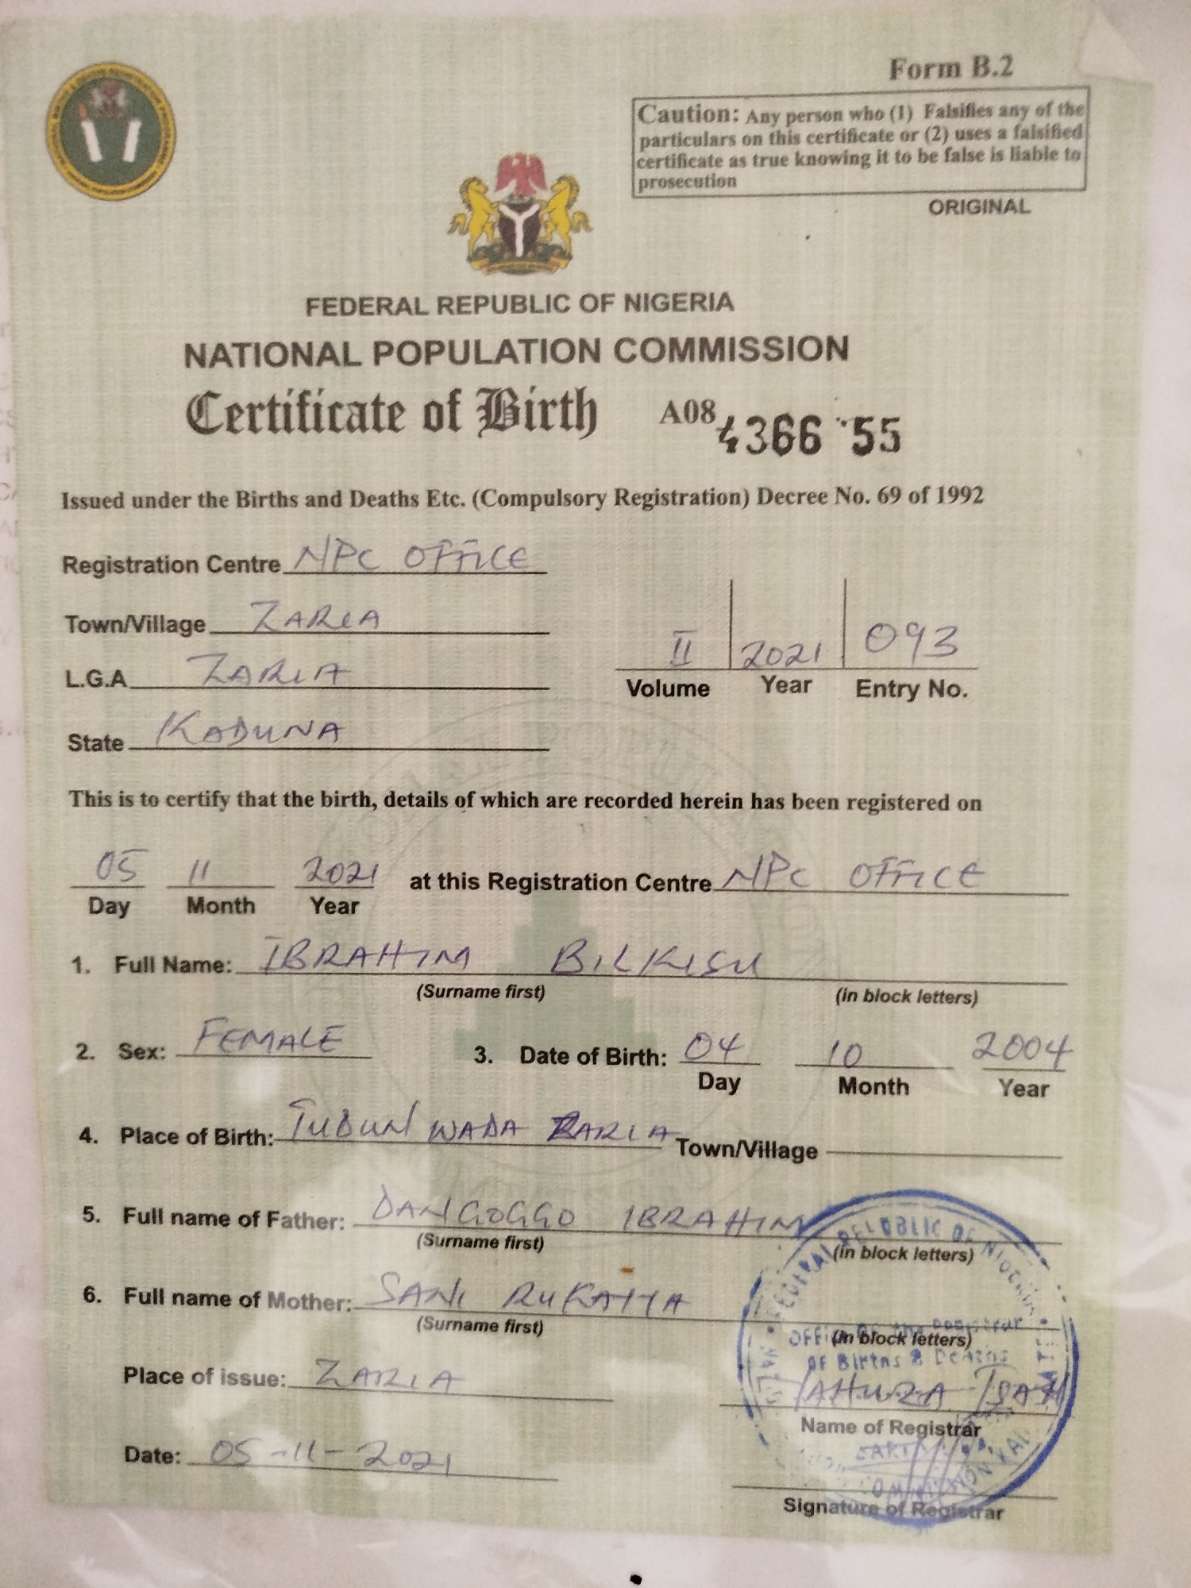 Form B.2
Caution: Any person who (1) Falsifies any of the
particulars on this certificate or (2) uses a falsified
certificate as true knowing it to be false is liable to
prosecution
ORIGINAL
FEDERAL REPUBLIC OF NIGERIA
NATIONAL POPULATION COMMISSION
Certificate of Birth A08 4366 55
Issued under the Births and Deaths Etc. (Compulsory Registration) Decree No. 69 of 1992
Registration Centre NPC OFFICE
Town/Village ZARIA
L.G.A ZARIA
II 2021 093
Volume Year Entry No.
State KADUNA
This is to certify that the birth, details of which are recorded herein has been registered on
05 11 2021 at this Registration Centre NPC OFFICE
Day Month Year
1. Full Name: IBRAHIM BILKISU
(Surname first) (in block letters)
2. Sex: FEMALE 3. Date of Birth: 04 10 2004
Day Month Year
4. Place of Birth: TUDUN WADA ZARIA Town/Village
5. Full name of Father: DANGOGGO IBRAHIM
(Surname first) (in block letters)
6. Full name of Mother: SANI RUKAIYA
(Surname first) (in block letters)
Place of issue: ZARIA
Name of Registrar
Date: 05-11-2021
Signature of Registrar
OF Births & Deaths